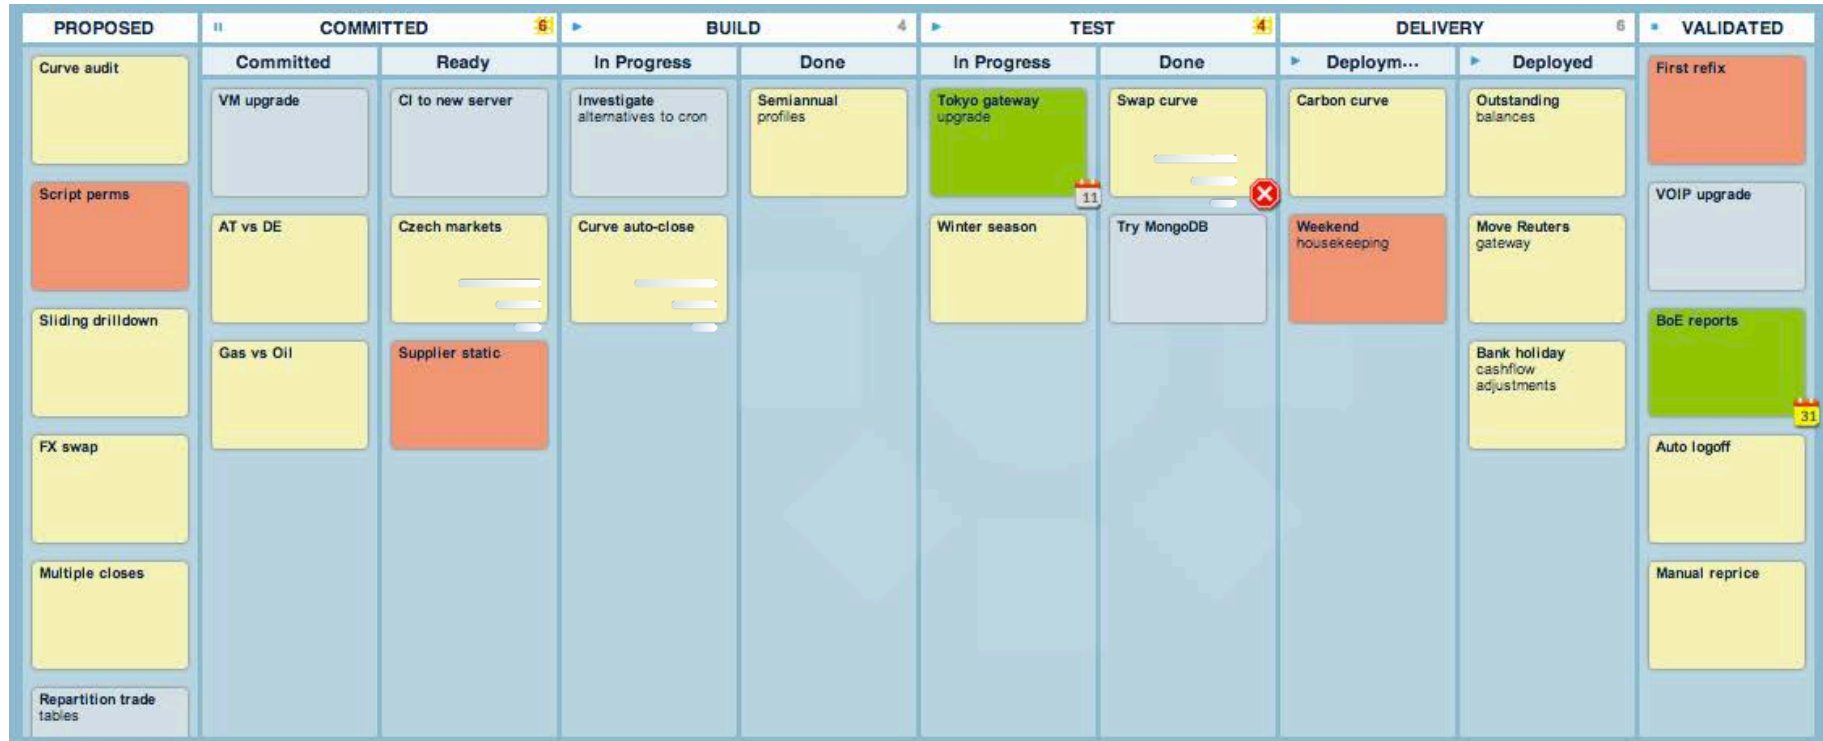 PROPOSED
COMMITTED 6
BUILD 4
TEST 4
DELIVERY 6
VALIDATED
Committed
Ready
In Progress
Done
In Progress
Done
Deploym...
Deployed
Curve audit
Script perms
Sliding drilldown
FX swap
Multiple closes
Repartition trade
tables
VM upgrade
AT vs DE
Gas vs Oil
CI to new server
Czech markets
Supplier static
Investigate
alternatives to cron
Curve auto-close
Semiannual
profiles
Tokyo gateway
upgrade
11
Winter season
Swap curve
Try MongoDB
Carbon curve
Weekend
housekeeping
Outstanding
balances
Move Reuters
gateway
Bank holiday
cashflow
adjustments
First refix
VOIP upgrade
BoE reports
31
Auto logoff
Manual reprice